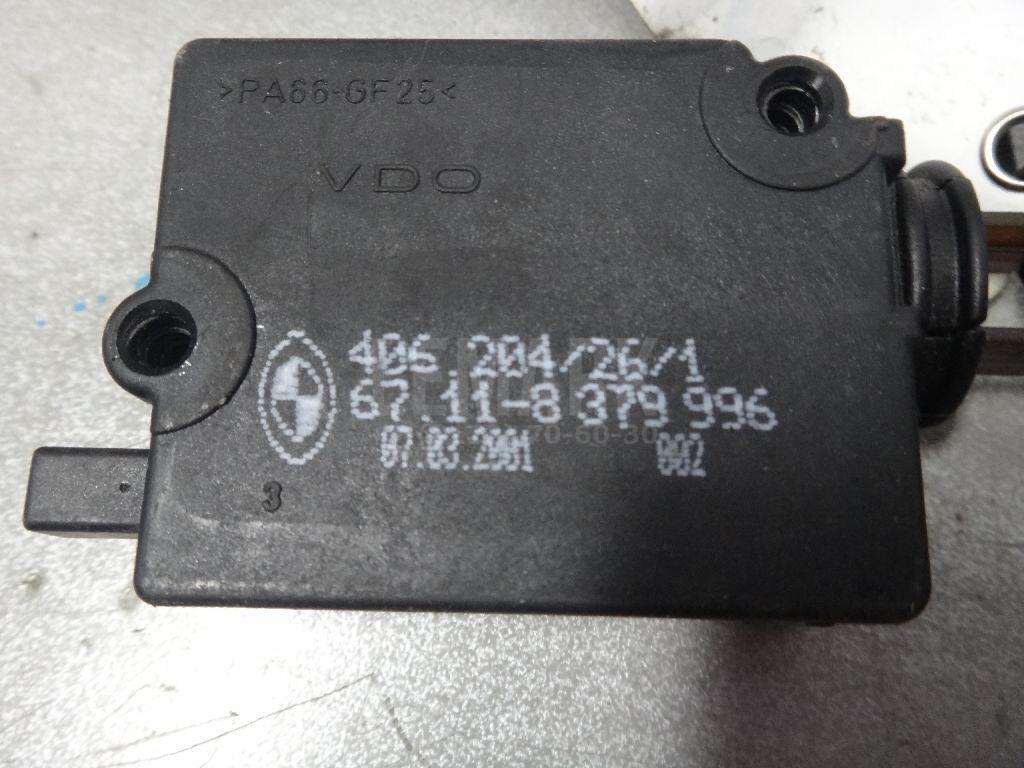 >PA66-GF25<
VDO
406.204/26/1
67.11-8 379 996
07.03.2001 002
3